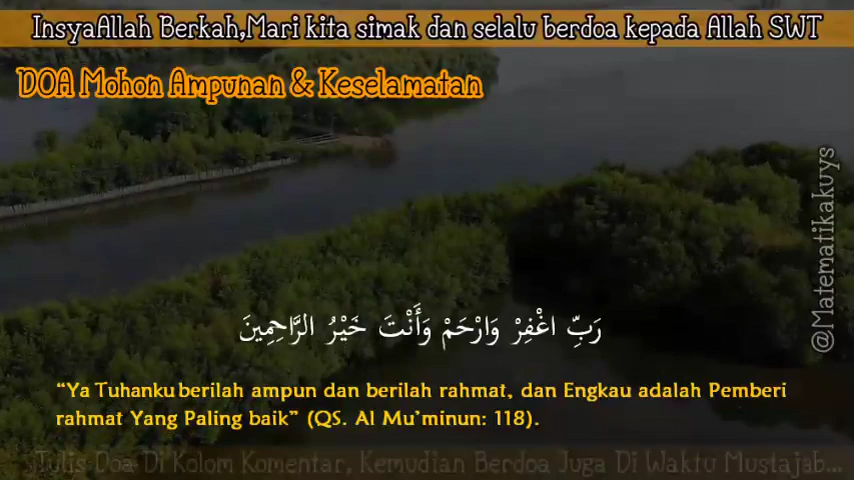 InsyaAllah Berkah,Mari kita simak dan selalu berdoa kepada Allah SWT
DOA Mohon Ampunan & Keselamatan
@Matematikakuys
رَبِّ اغْفِرْ وَارْحَمْ وَأَنْتَ خَيْرُ الرَّاحِمِينَ
“Ya Tuhanku berilah ampun dan berilah rahmat, dan Engkau adalah Pemberi
rahmat Yang Paling baik” (QS. Al Mu’minun: 118).
Tulis Doa Di Kolom Komentar, Kemudian Berdoa Juga Di Waktu Mustajab...